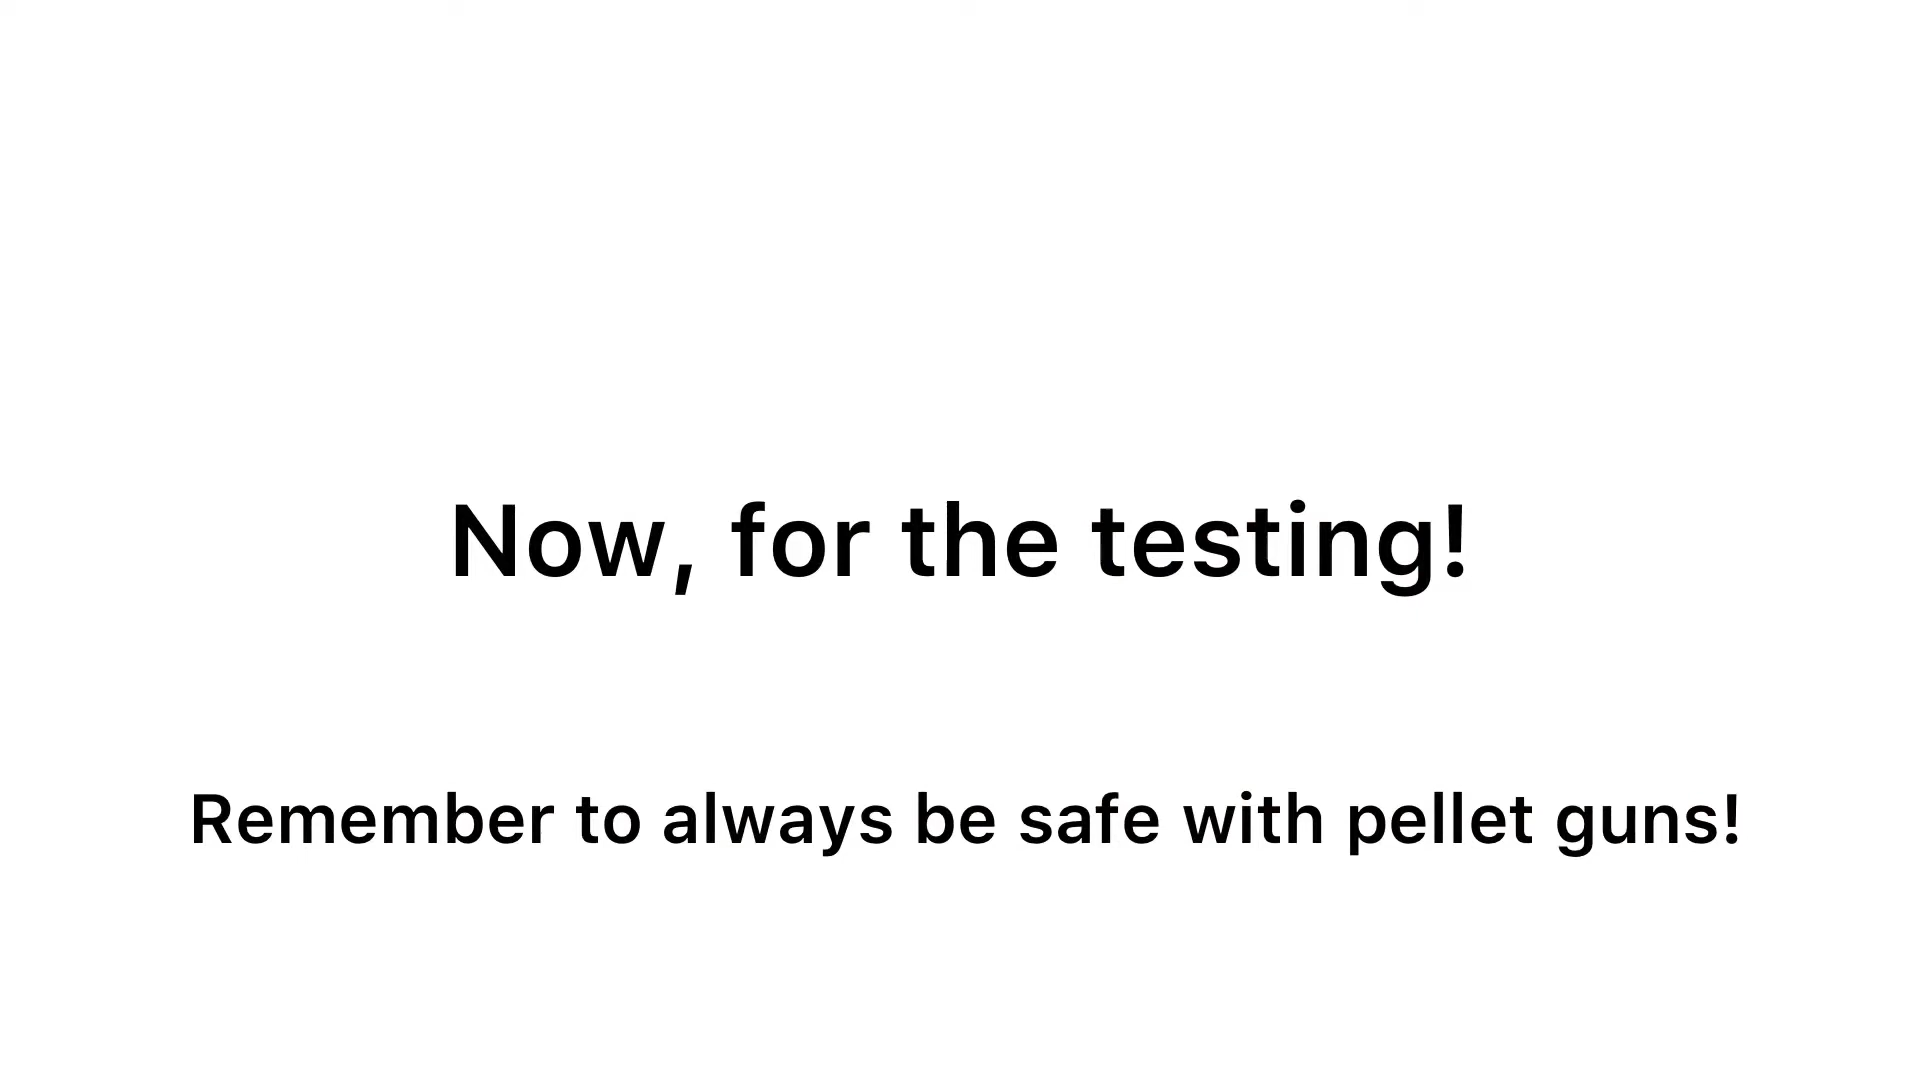 Now, for the testing!
Remember to always be safe with pellet guns!